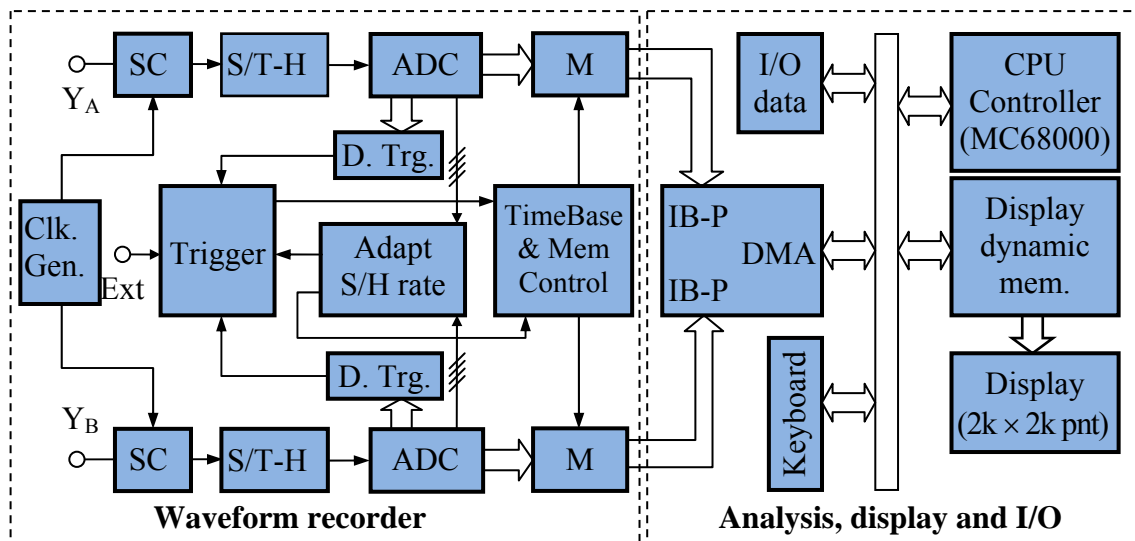 SC
S/T-H
ADC
M
Y_A
D. Trg.
Clk.
Gen.
Ext
Trigger
Adapt
S/H rate
TimeBase
& Mem
Control
D. Trg.
Y_B
SC
S/T-H
ADC
M
Waveform recorder
I/O
data
CPU
Controller
(MC68000)
IB-P
DMA
IB-P
Display
dynamic
mem.
Keyboard
Display
(2k × 2k pnt)
Analysis, display and I/O